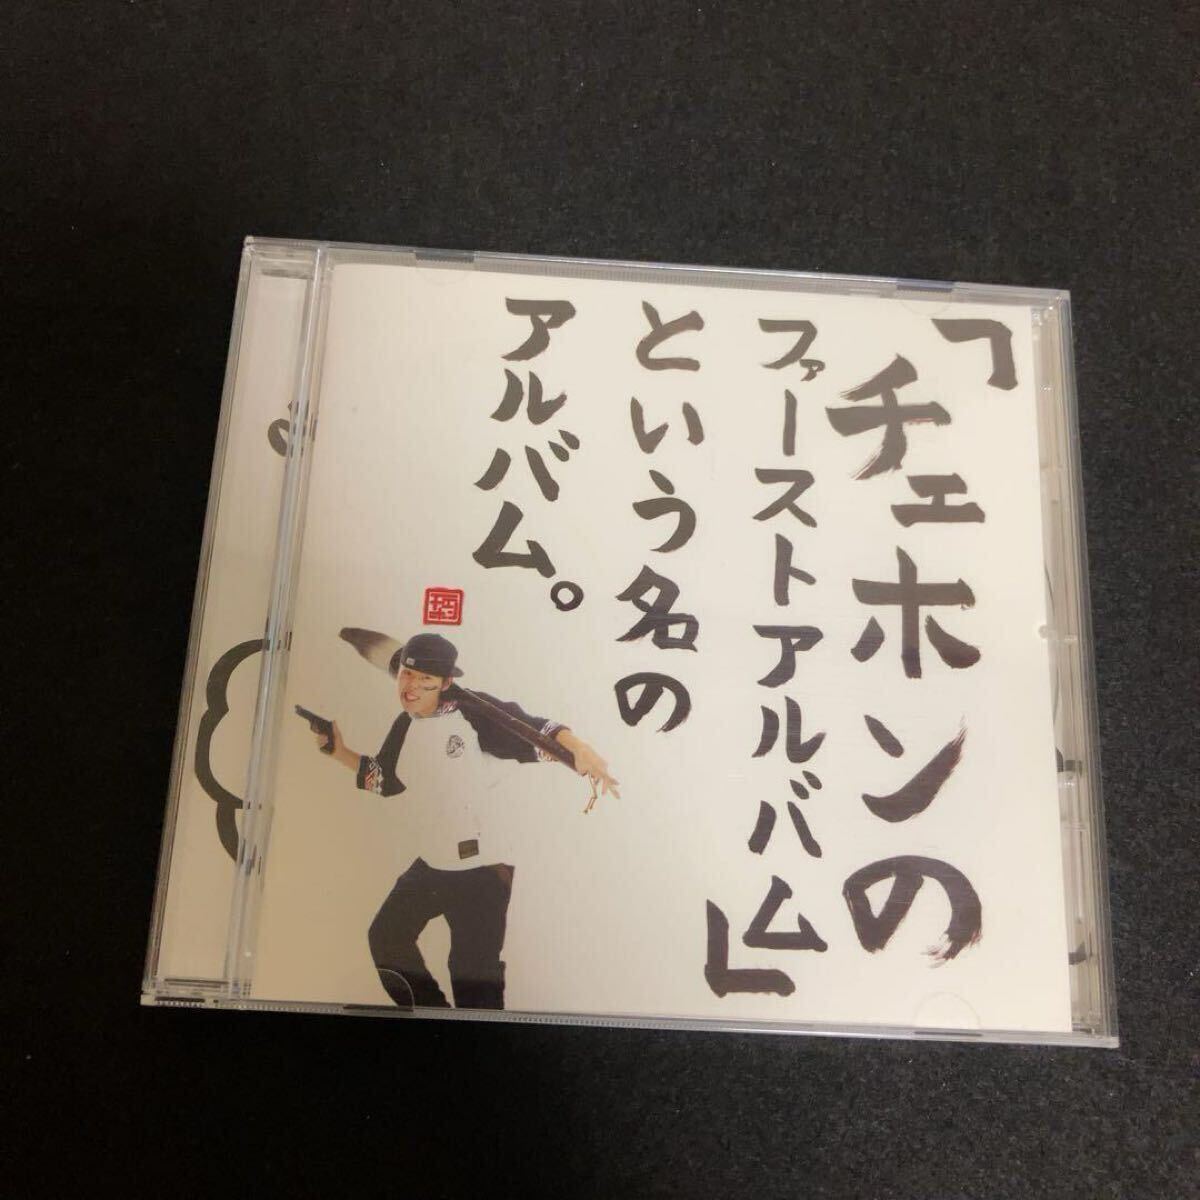 「チェホンの
ファーストアルバム」
という名の
アルバム。